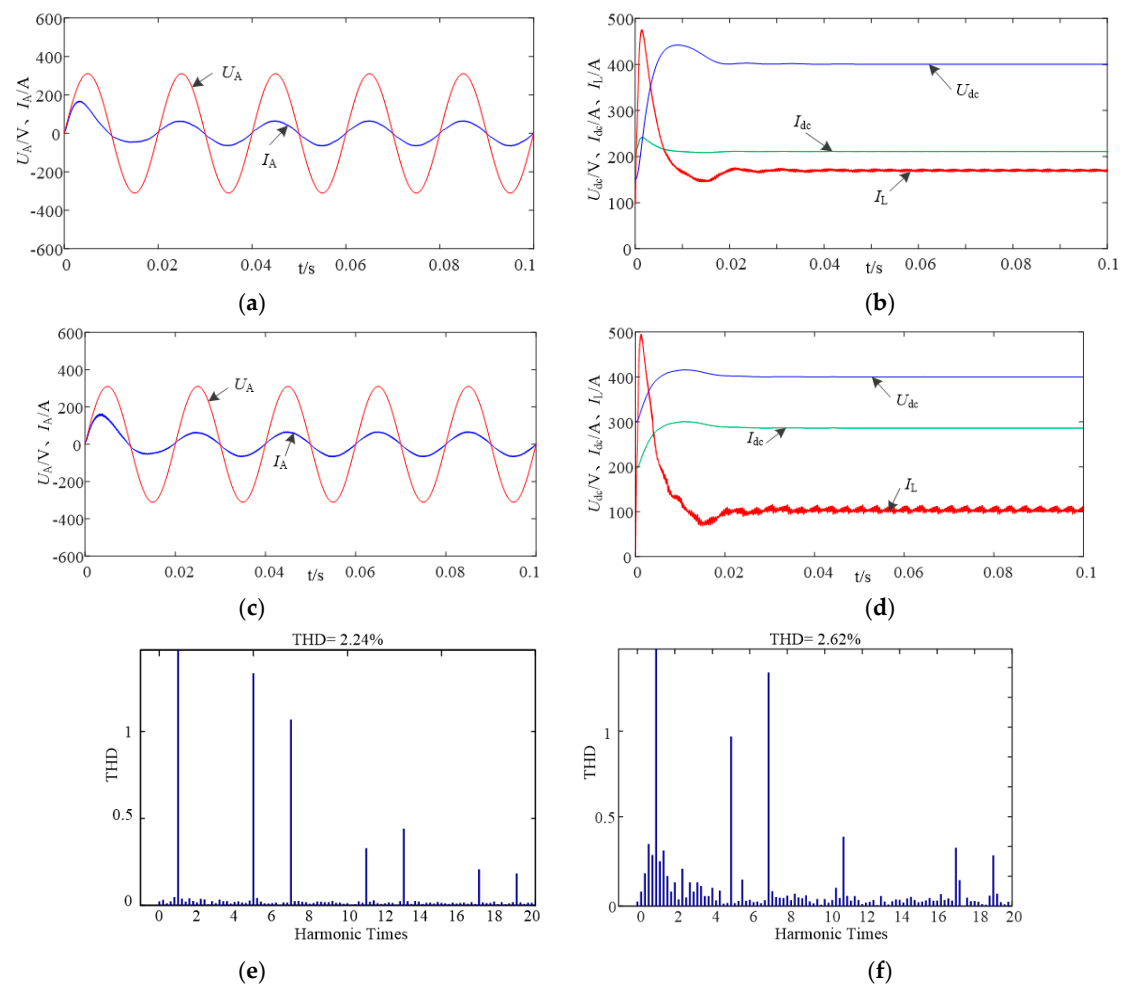 600
400
200
0
-200
-400
-600
U_A/V、I_A/A
U_A
I_A
0
0.02
0.04
0.06
0.08
0.1
t/s
(a)
500
400
300
200
100
0
U_dc/V、I_dc/A、I_L/A
U_dc
I_dc
I_L
0
0.02
0.04
0.06
0.08
0.1
t/s
(b)
600
400
200
0
-200
-400
-600
U_A/V、I_A/A
U_A
I_A
0
0.02
0.04
0.06
0.08
0.1
t/s
(c)
500
400
300
200
100
0
U_dc/V、I_dc/A、I_L/A
U_dc
I_dc
I_L
0
0.02
0.04
0.06
0.08
0.1
t/s
(d)
THD= 2.24%
1
0.5
0
THD
0 2 4 6 8 10 12 14 16 18 20
Harmonic Times
(e)
THD= 2.62%
1
0.5
0
THD
0 2 4 6 8 10 12 14 16 18 20
Harmonic Times
(f)